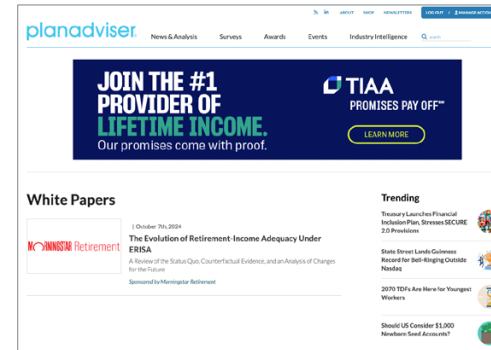 ABOUT SHOP NEWSLETTERS LOG OUT | MANAGE ACCOUN
planadviser.
News & Analysis Surveys Awards Events Industry Intelligence search
JOIN THE #1
PROVIDER OF
LIFETIME INCOME.
Our promises come with proof.
TIAA
PROMISES PAY OFF℠
LEARN MORE
White Papers
MORNINGSTAR Retirement
| October 7th, 2024
The Evolution of Retirement-Income Adequacy Under
ERISA
A Review of the Status Quo, Counterfactual Evidence, and an Analysis of Changes
for the Future
Sponsored by Morningstar Retirement
Trending
Treasury Launches Financial
Inclusion Plan, Stresses SECURE
2.0 Provisions
State Street Lands Guinness
Record for Bell-Ringing Outside
Nasdaq
2070 TDFs Are Here for Youngest
Workers
Should US Consider $1,000
Newborn Seed Accounts?